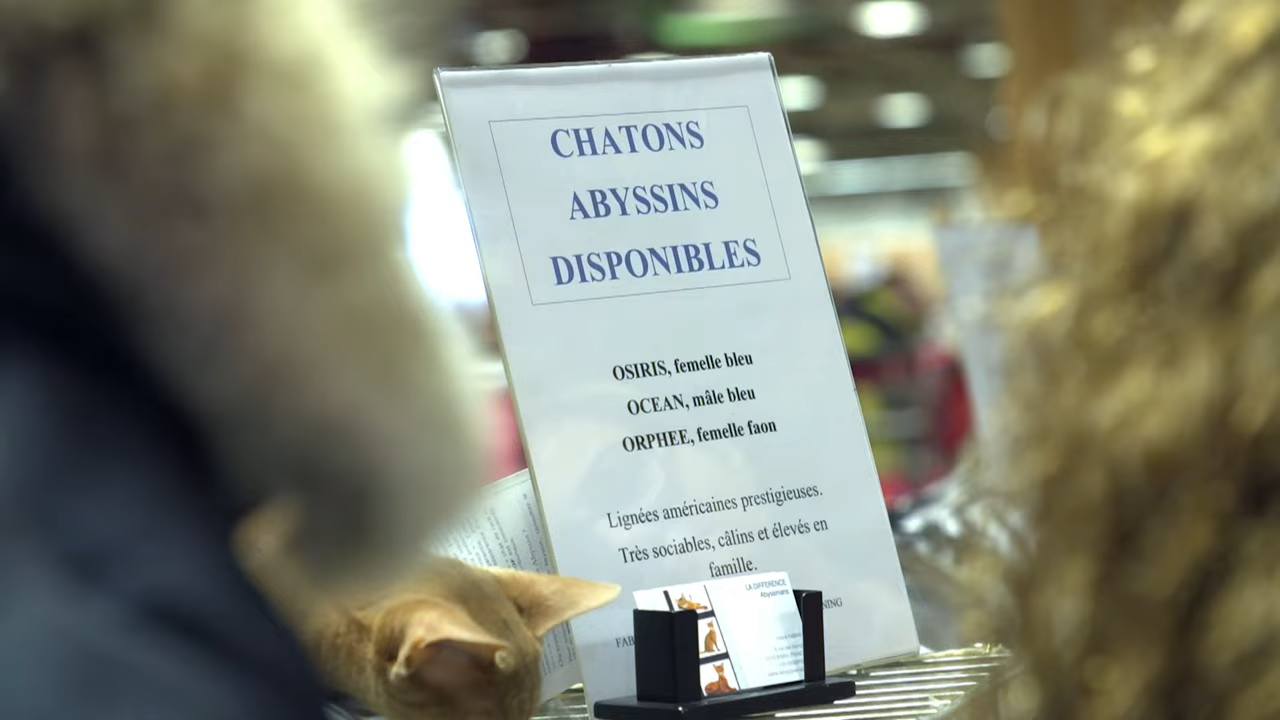 CHATONS
ABYSSINS
DISPONIBLES
OSIRIS, femelle bleu
OCEAN, mâle bleu
ORPHEE, femelle faon
Lignées américaines prestigieuses.
Très sociables, câlins et élevés en
famille.
LA DIFFERENCE
Abyssinians